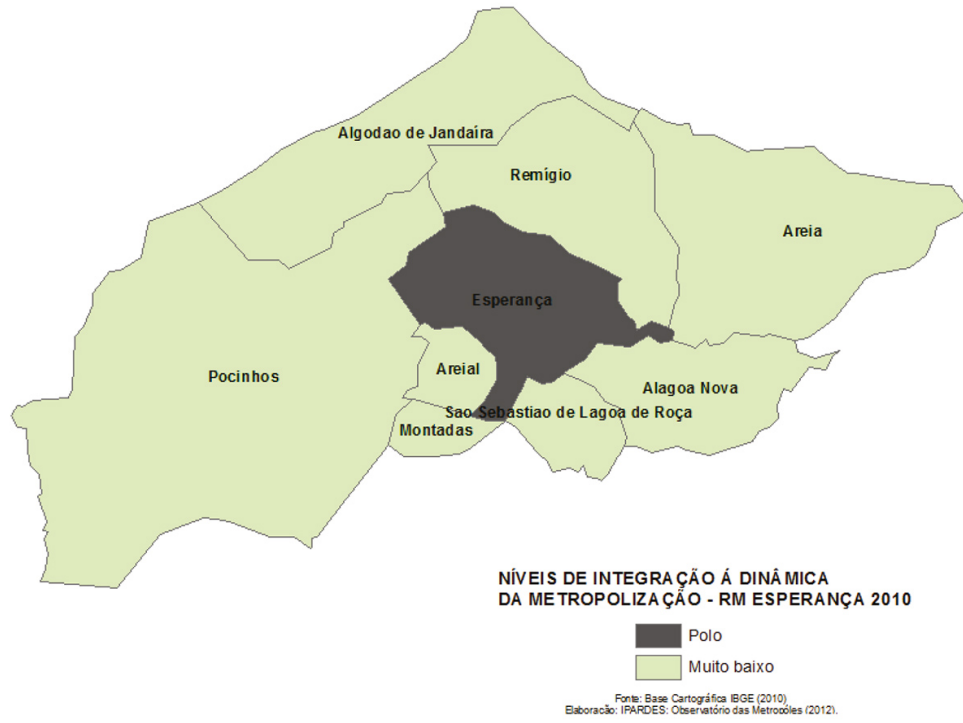 Algodao de Jandaíra
Remígio
Areia
Esperança
Pocinhos
Areial
Alagoa Nova
Sao Sebastiao de Lagoa de Roça
Montadas
NÍVEIS DE INTEGRAÇÃO Á DINÂMICA
DA METROPOLIZAÇÃO - RM ESPERANÇA 2010
Polo
Muito baixo
Fonte: Base Cartográfica IBGE (2010)
Elaboração: IPARDES: Observatório das Metropóles (2012).